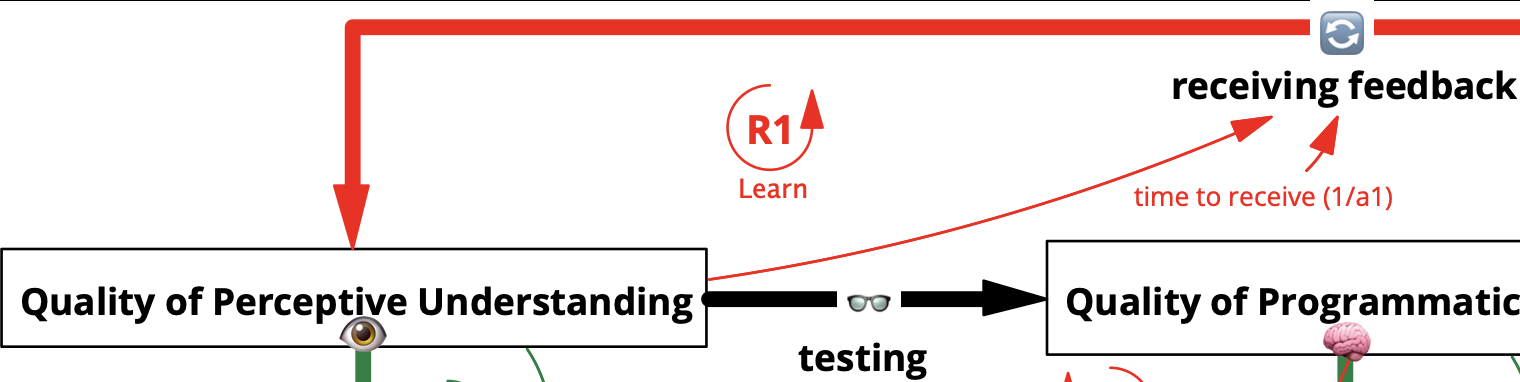 receiving feedback
R1
Learn
time to receive (1/a1)
Quality of Perceptive Understanding
Quality of Programmatic
testing